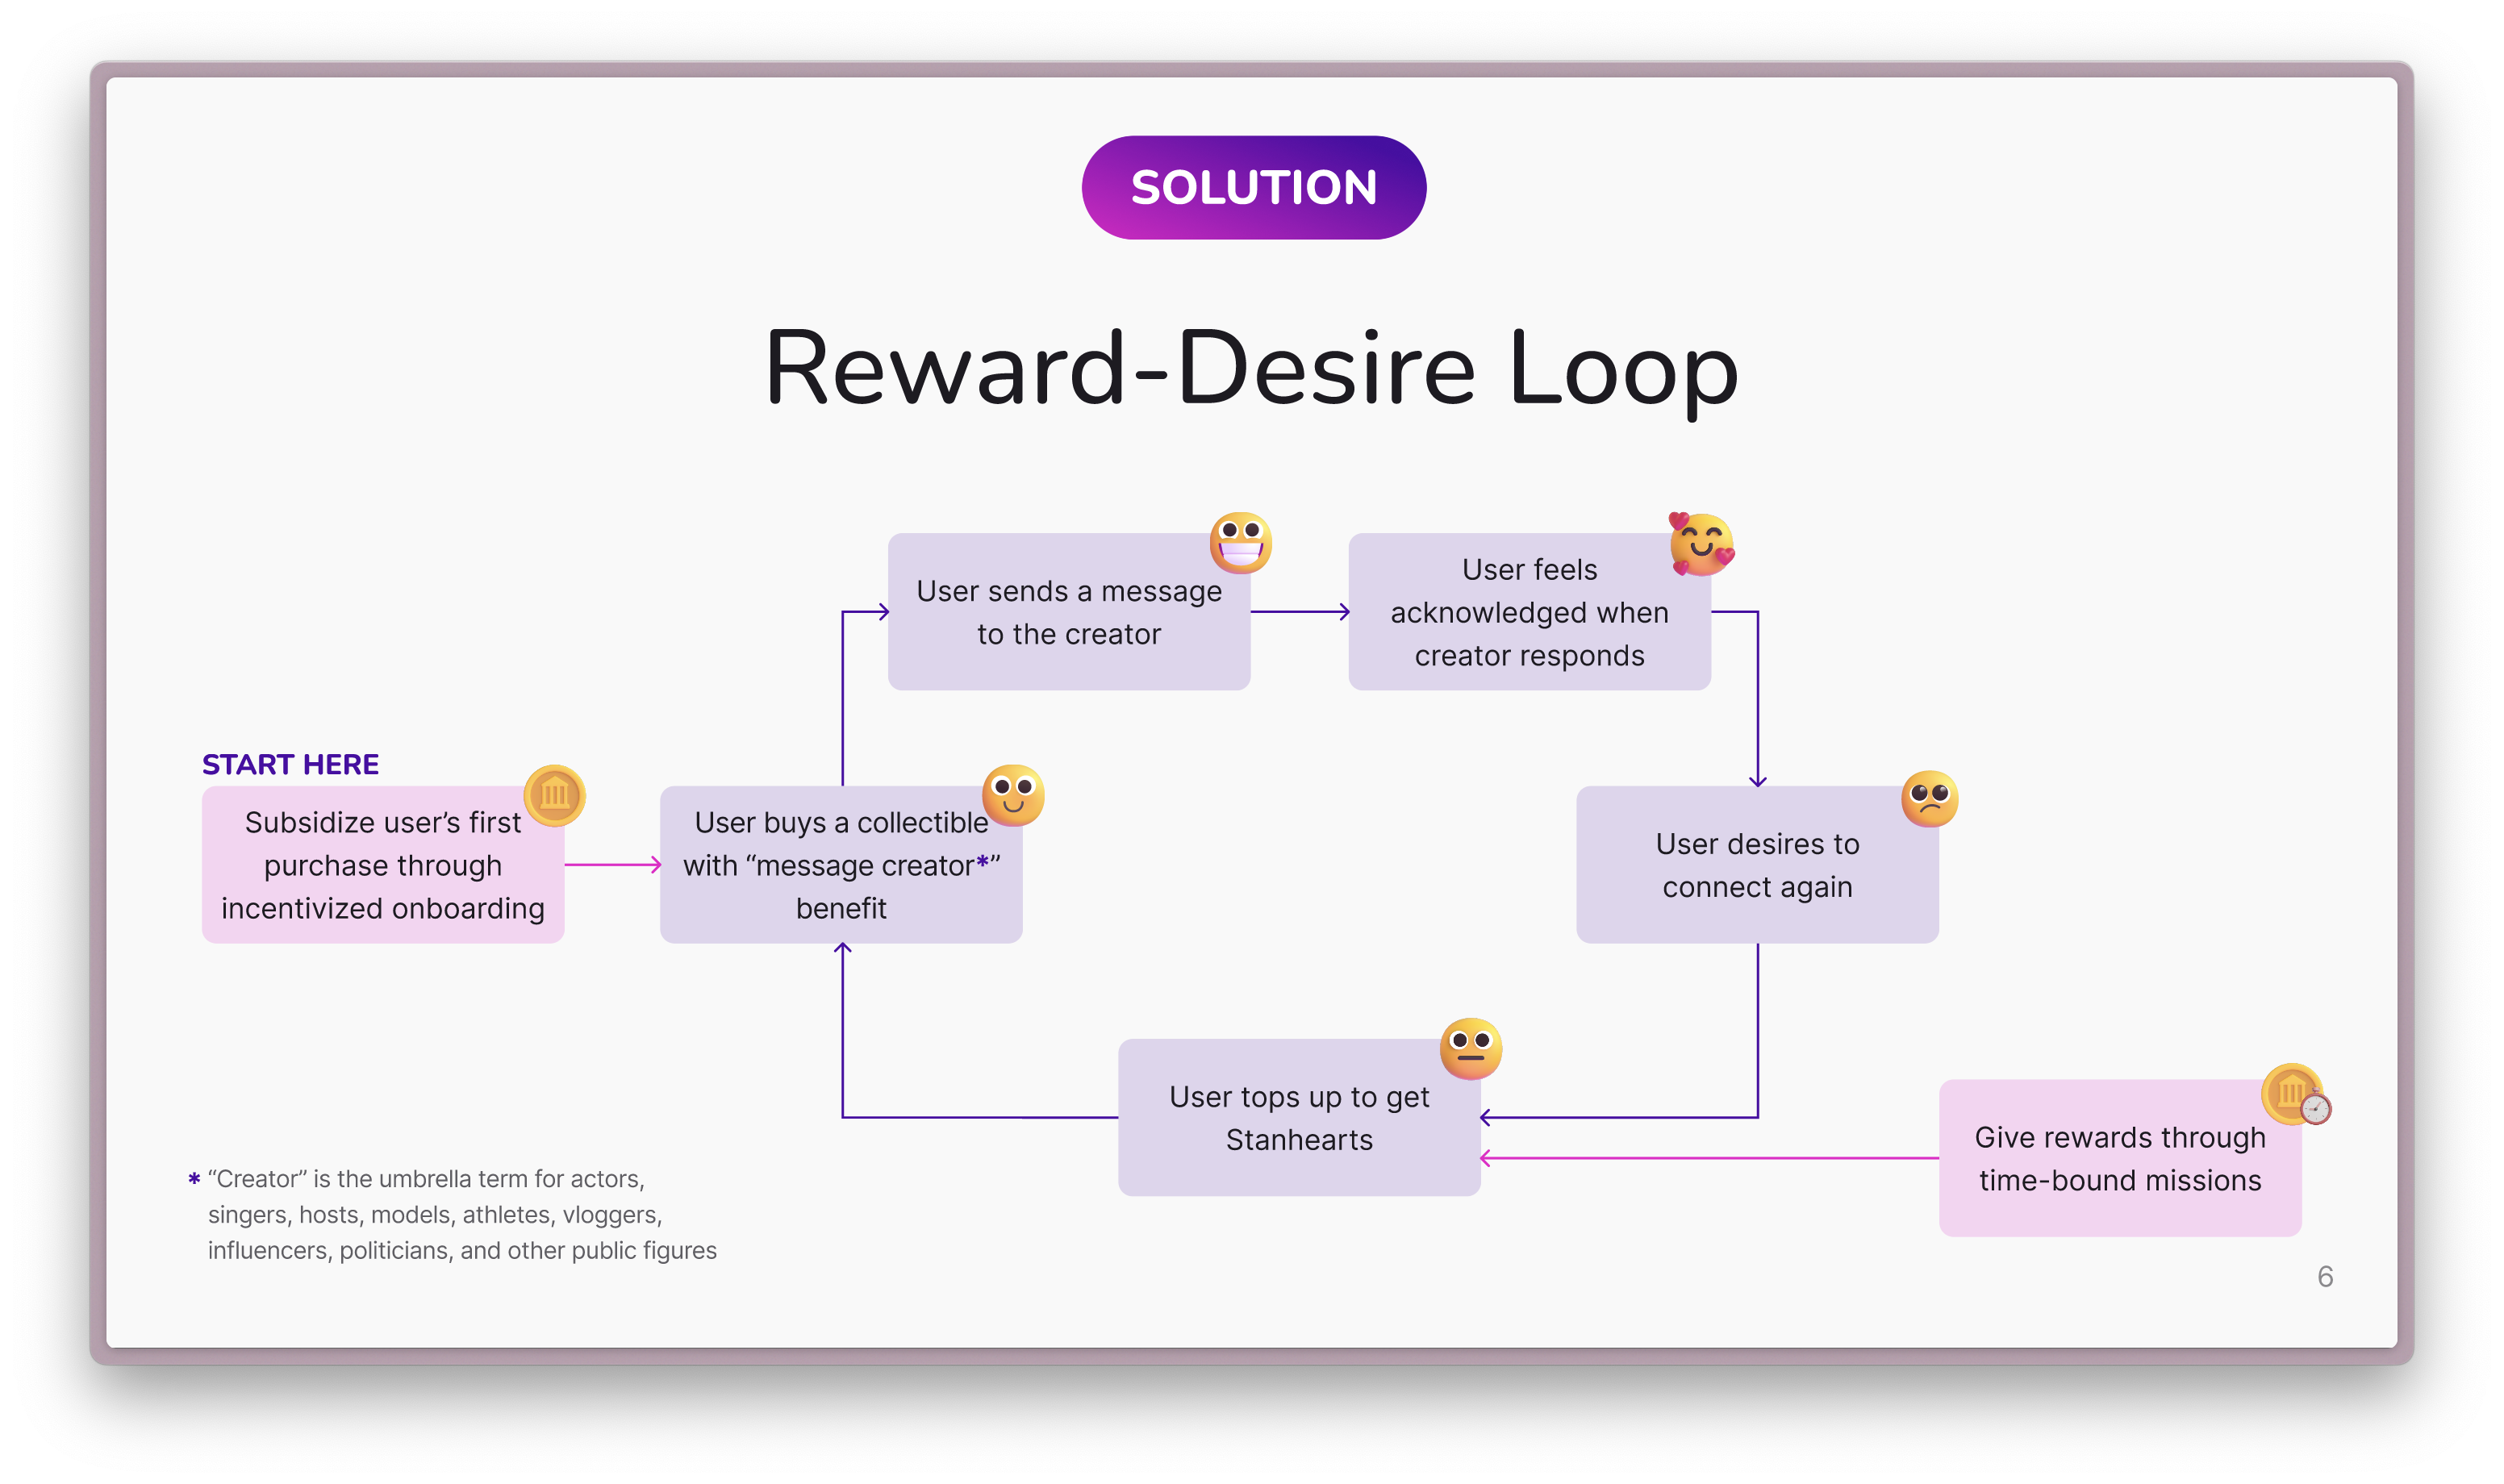 SOLUTION
Reward-Desire Loop
User sends a message
to the creator
User feels
acknowledged when
creator responds
START HERE
Subsidize user’s first
purchase through
incentivized onboarding
User buys a collectible
with “message creator*”
benefit
User desires to
connect again
User tops up to get
Stanhearts
Give rewards through
time-bound missions
* “Creator” is the umbrella term for actors,
singers, hosts, models, athletes, vloggers,
influencers, politicians, and other public figures
6